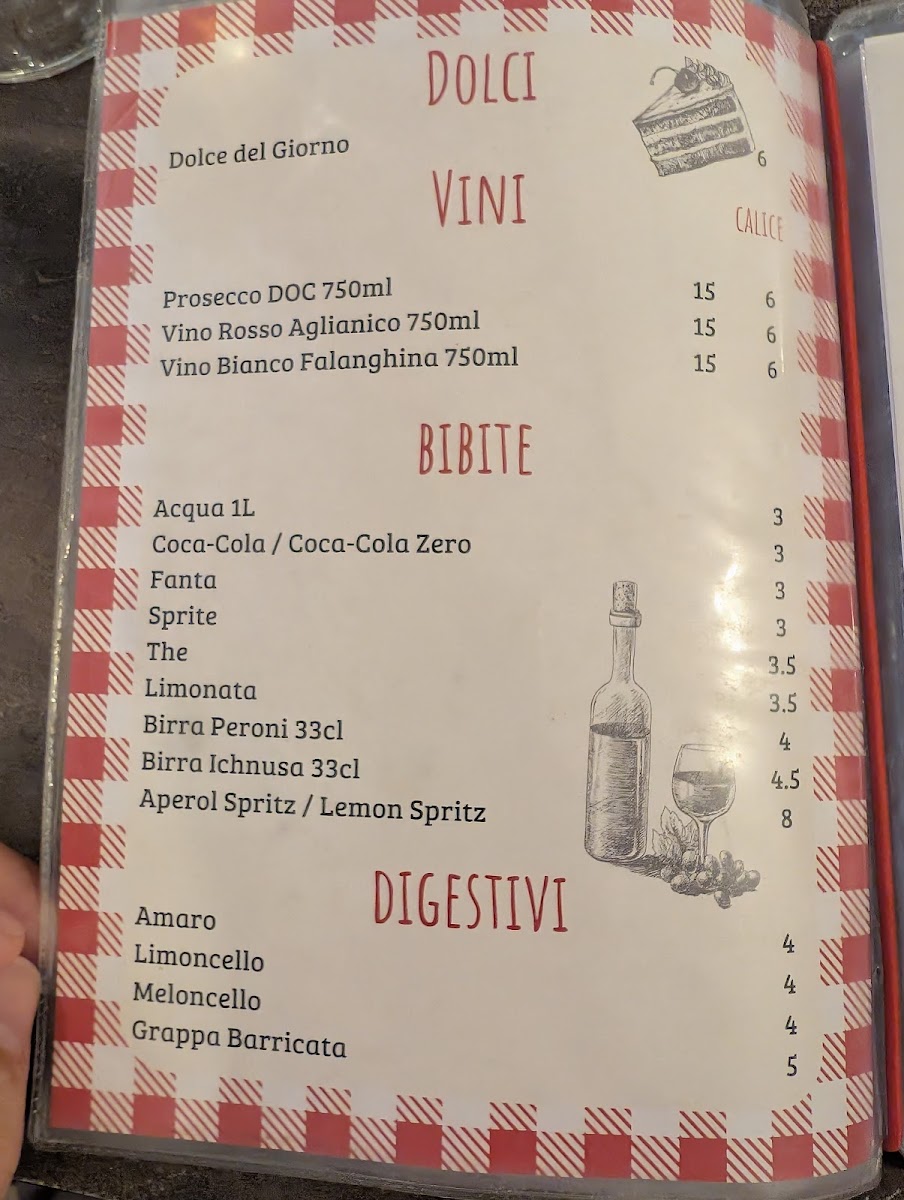 DOLCI
Dolce del Giorno 6
VINI
CALICE
Prosecco DOC 750ml 15 6
Vino Rosso Aglianico 750ml 15 6
Vino Bianco Falanghina 750ml 15 6
BIBITE
Acqua 1L 3
Coca-Cola / Coca-Cola Zero 3
Fanta 3
Sprite 3
The 3.5
Limonata 3.5
Birra Peroni 33cl 4
Birra Ichnusa 33cl 4.5
Aperol Spritz / Lemon Spritz 8
DIGESTIVI
Amaro 4
Limoncello 4
Meloncello 4
Grappa Barricata 5